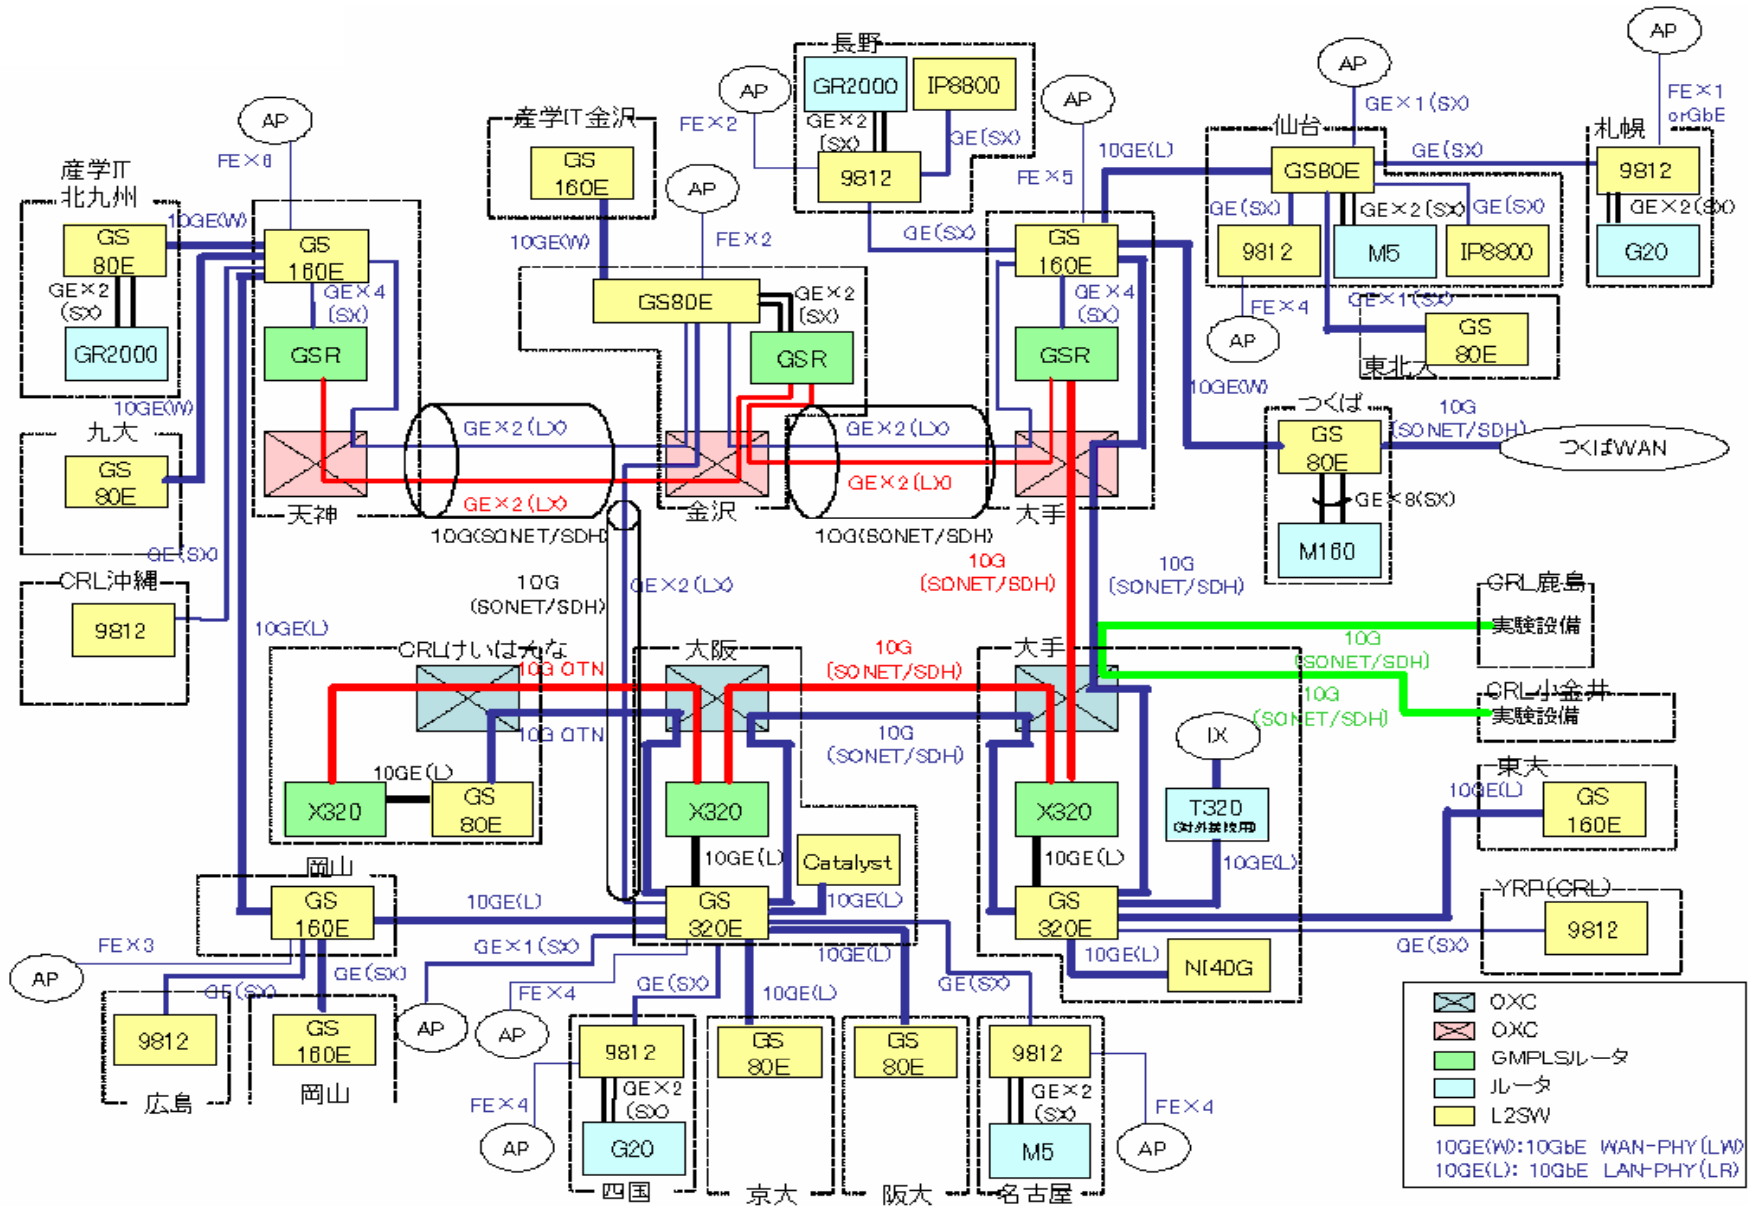 AP
長野
GR2000
IP8800
GE×2
(SX)
GE(SX)
9812
AP
FE×2
AP
FE×5
AP
GE×1(SX)
AP
FE×1
orGbE
AP
FE×6
産学IT金沢
GS
160E
10GE(W)
AP
FE×2
産学IT
北九州
GS
80E
GE×2
(SX)
GR2000
10GE(W)
GS
160E
GE×4
(SX)
GSR
天神
GS80E
GE×2
(SX)
GSR
金沢
GE(SX)
GS
160E
GE×4
(SX)
GSR
大手
10GE(L)
仙台
GS80E
GE(SX)
GE×2(SX)
GE(SX)
9812
M5
IP8800
FE×4
AP
GE×1(SX)
GE(SX)
札幌
9812
GE×2(SX)
G20
GS
80E
東北大
10GE(W)
つくば
GS
80E
GE×8(SX)
M160
10G
(SONET/SDH)
つくばWAN
10GE(W)
九大
GS
80E
GE(SX)
CRL沖縄
9812
10GE(L)
GE×2(LX)
GE×2(LX)
10G(SONET/SDH)
GE×2(LX)
GE×2(LX)
10G(SONET/SDH)
10G
(SONET/SDH)
GE×2(LX)
10G
(SONET/SDH)
10G
(SONET/SDH)
CRL鹿島
実験設備
10G
(SONET/SDH)
CRL小金井
実験設備
10G
(SONET/SDH)
CRLけいはんな
10G OTN
10G OTN
X320
10GE(L)
GS
80E
大阪
X320
10GE(L)
GS
320E
Catalyst
10GE(L)
10G
(SONET/SDH)
10G
(SONET/SDH)
大手
X320
10GE(L)
GS
320E
IX
T320
(対外接続用)
10GE(L)
10GE(L)
NI40G
東大
10GE(L)
GS
160E
YRP(CRL)
GE(SX)
9812
岡山
GS
160E
10GE(L)
FE×3
AP
GE(SX)
GE(SX)
9812
広島
GS
160E
岡山
GE×1(SX)
AP
FE×4
AP
GE(SX)
9812
GE×2
(SX)
G20
四国
FE×4
AP
10GE(L)
GS
80E
京大
10GE(L)
GS
80E
阪大
GE(SX)
9812
GE×2
(SX)
M5
名古屋
FE×4
AP
OXC
OXC
GMPLSルータ
ルータ
L2SW
10GE(W):10GbE WAN-PHY(LW)
10GE(L): 10GbE LAN-PHY(LR)